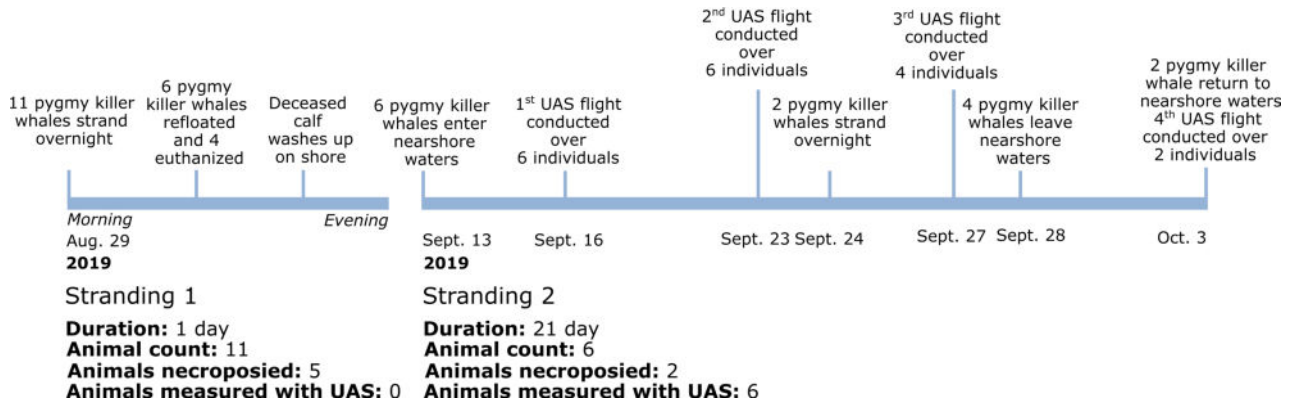 11 pygmy killer
whales strand
overnight
6 pygmy
killer whales
refloated
and 4
euthanized
Deceased
calf
washes up
on shore
6 pygmy killer
whales enter
nearshore
waters
1st UAS flight
conducted
over
6 individuals
2nd UAS flight
conducted
over
6 individuals
2 pygmy killer
whales strand
overnight
3rd UAS flight
conducted
over
4 individuals
4 pygmy killer
whales leave
nearshore
waters
2 pygmy killer
whale return to
nearshore waters
4th UAS flight
conducted over
2 individuals
Morning
Evening
Aug. 29
2019
Sept. 13
2019
Sept. 16
Sept. 23
Sept. 24
Sept. 27
Sept. 28
Oct. 3
Stranding 1
Duration: 1 day
Animal count: 11
Animals necroposied: 5
Animals measured with UAS: 0
Stranding 2
Duration: 21 day
Animal count: 6
Animals necroposied: 2
Animals measured with UAS: 6